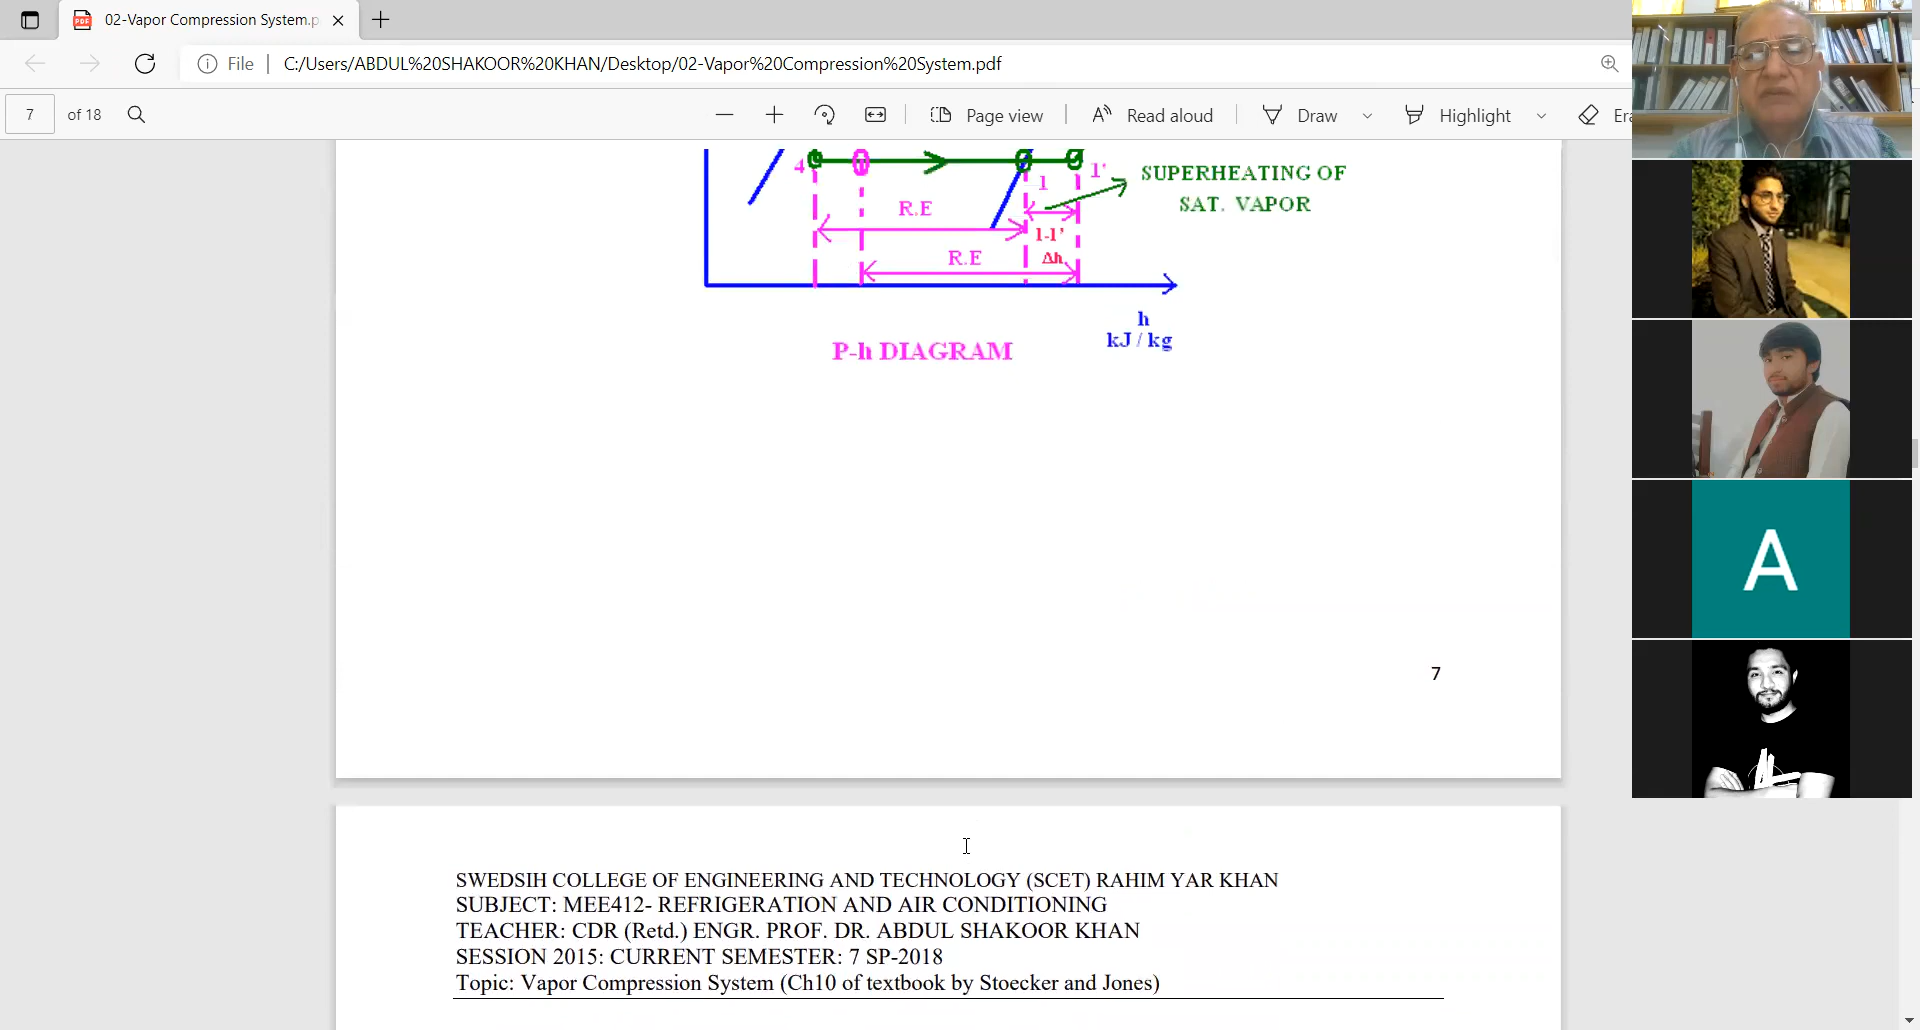 02-Vapor Compression System.p
File
C:/Users/ABDUL%20SHAKOOR%20KHAN/Desktop/02-Vapor%20Compression%20System.pdf
7 of 18
Page view
Read aloud
Draw
Highlight
Era
4
1
1'
SUPERHEATING OF
SAT. VAPOR
R.E
1-1'
R.E
Δh
h
kJ / kg
P-h DIAGRAM
7
A
SWEDSIH COLLEGE OF ENGINEERING AND TECHNOLOGY (SCET) RAHIM YAR KHAN
SUBJECT: MEE412- REFRIGERATION AND AIR CONDITIONING
TEACHER: CDR (Retd.) ENGR. PROF. DR. ABDUL SHAKOOR KHAN
SESSION 2015: CURRENT SEMESTER: 7 SP-2018
Topic: Vapor Compression System (Ch10 of textbook by Stoecker and Jones)